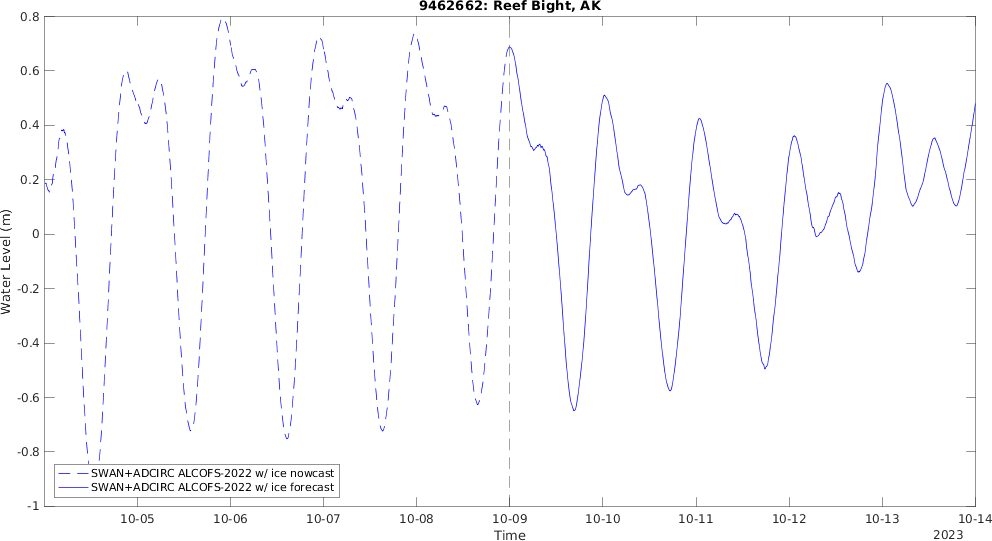 9462662: Reef Bight, AK
0.8
0.6
0.4
0.2
0
-0.2
-0.4
-0.6
-0.8
-1
Water Level (m)
SWAN+ADCIRC ALCOFS-2022 w/ ice nowcast
SWAN+ADCIRC ALCOFS-2022 w/ ice forecast
10-05 10-06 10-07 10-08 10-09 10-10 10-11 10-12 10-13 10-14
Time
2023